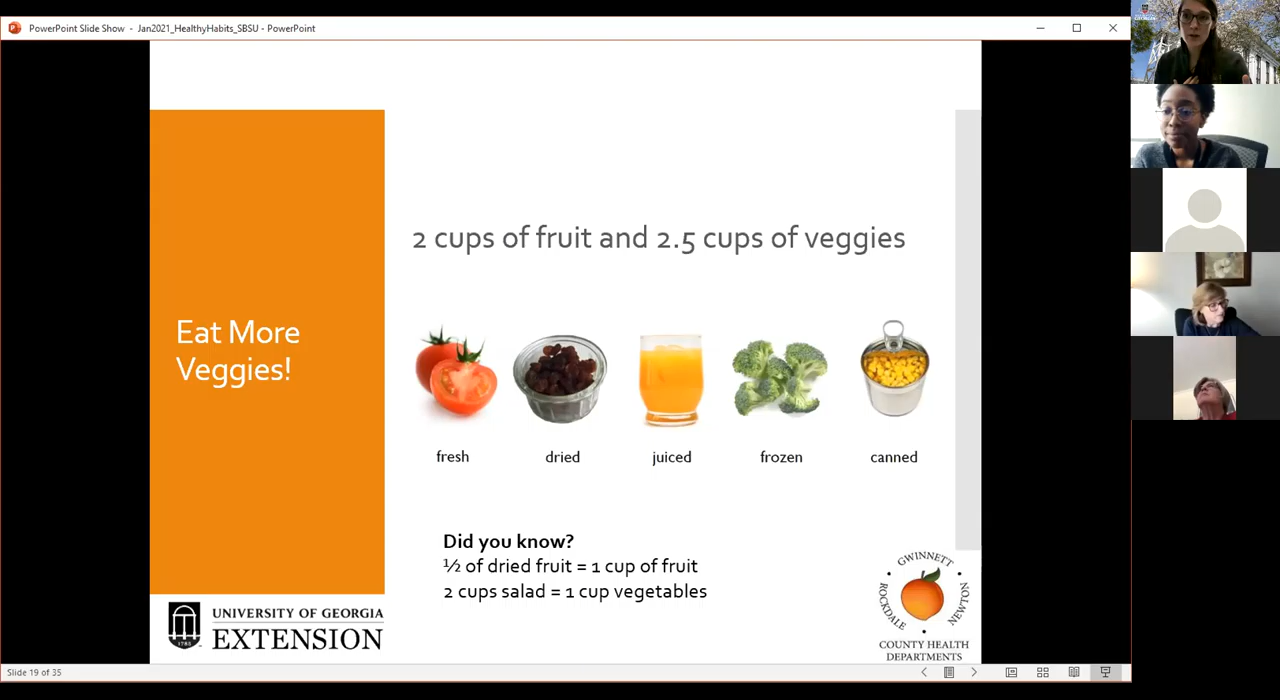 PowerPoint Slide Show - Jan2021_HealthyHabits_SBSU - PowerPoint
2 cups of fruit and 2.5 cups of veggies
Eat More
Veggies!
fresh
dried
juiced
frozen
canned
Did you know?
½ of dried fruit = 1 cup of fruit
2 cups salad = 1 cup vegetables
1785
UNIVERSITY OF GEORGIA
EXTENSION
GWINNETT
ROCKDALE
NEWTON
COUNTY HEALTH
DEPARTMENTS
Slide 19 of 35